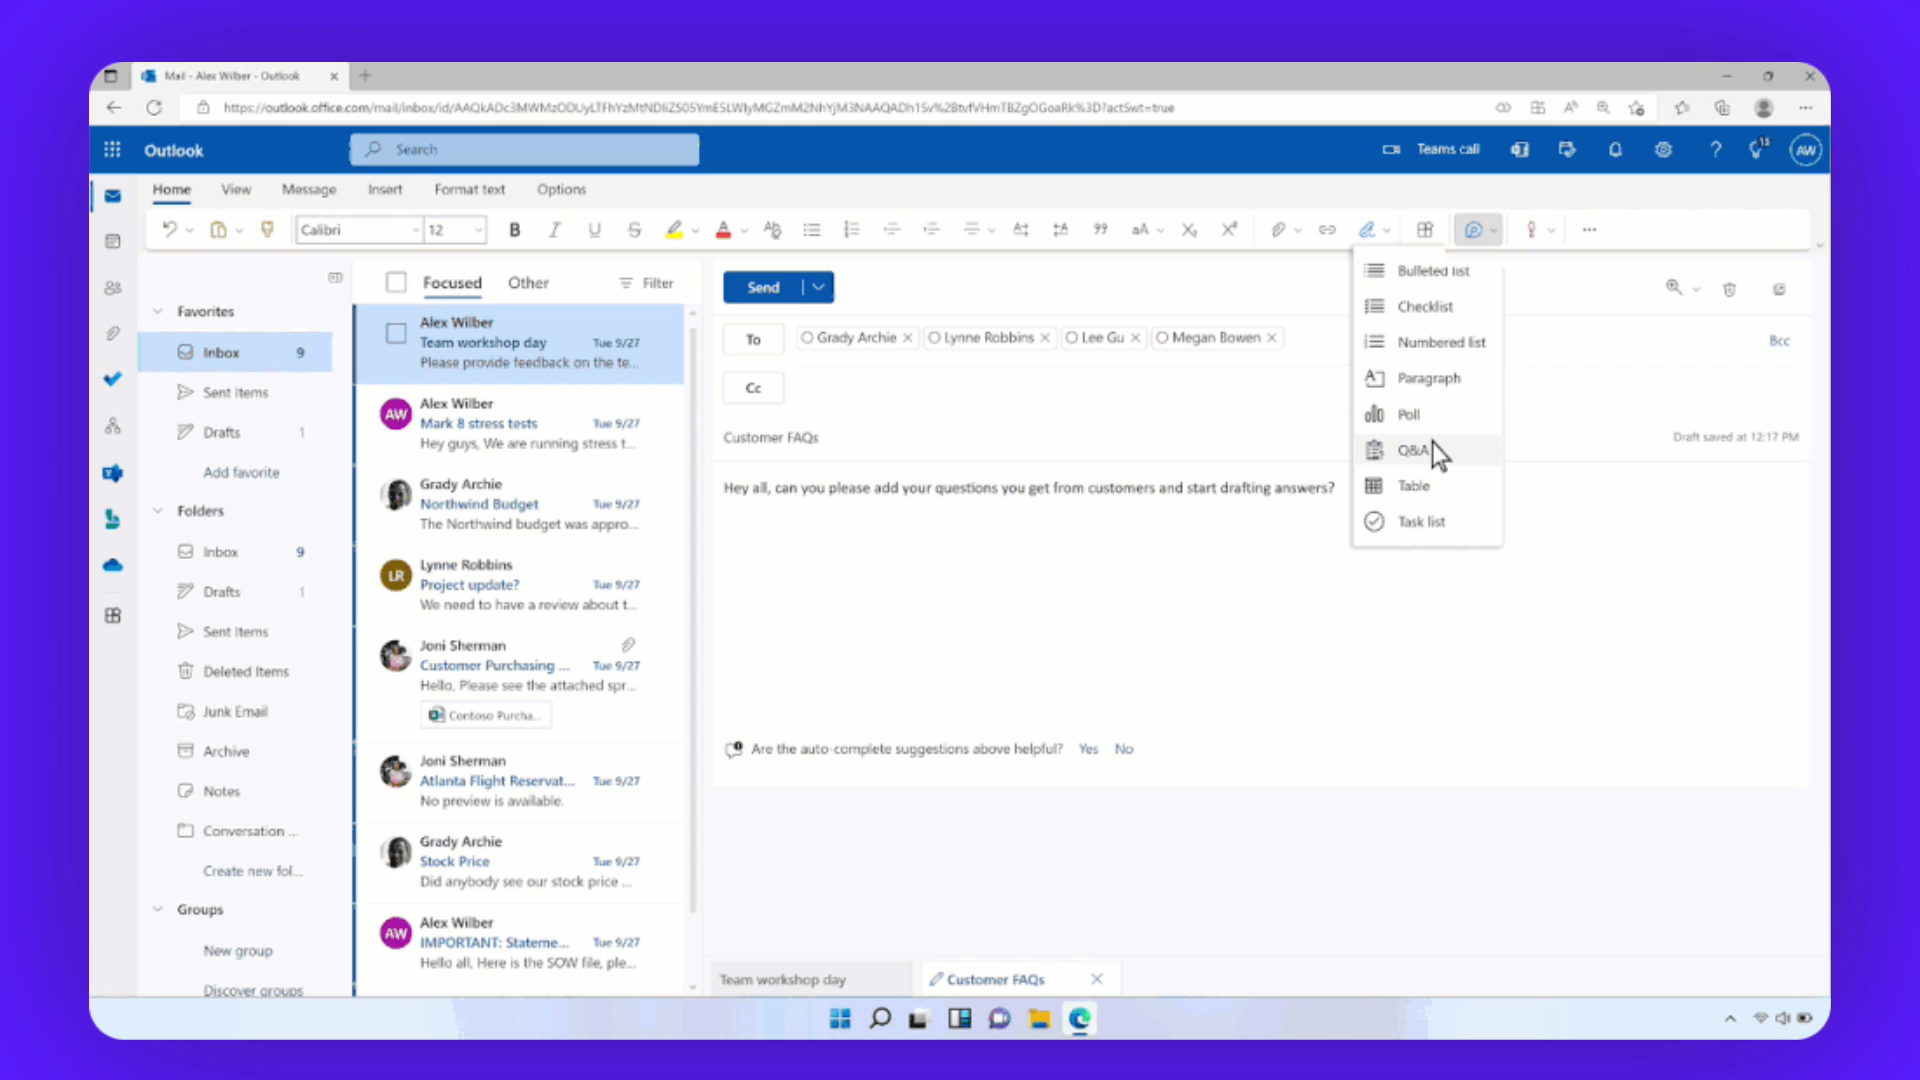 Mail - Alex Wilber - Outlook
Outlook
Search
Teams call
15
AW
Home View Message Insert Format text Options
Calibri 12
Favorites
Inbox 9
Sent Items
Drafts 1
Add favorite
Folders
Inbox 9
Drafts 1
Sent Items
Deleted Items
Junk Email
Archive
Notes
Conversation ...
Create new fol...
Groups
New group
Discover groups
Focused Other Filter
Alex Wilber
Team workshop day Tue 9/27
Please provide feedback on the te...
AW
Alex Wilber
Mark 8 stress tests Tue 9/27
Hey guys, We are running stress t...
Grady Archie
Northwind Budget Tue 9/27
The Northwind budget was appro...
LR
Lynne Robbins
Project update? Tue 9/27
We need to have a review about t...
Joni Sherman
Customer Purchasing ... Tue 9/27
Hello, Please see the attached spr...
Contoso Purcha...
Joni Sherman
Atlanta Flight Reservat... Tue 9/27
No preview is available.
Grady Archie
Stock Price Tue 9/27
Did anybody see our stock price ...
AW
Alex Wilber
IMPORTANT: Stateme... Tue 9/27
Hello all, Here is the SOW file, ple...
Send
To Grady Archie Lynne Robbins Lee Gu Megan Bowen
Bcc
Cc
Customer FAQs
Draft saved at 12:17 PM
Hey all, can you please add your questions you get from customers and start drafting answers?
Bulleted list
Checklist
Numbered list
Paragraph
Poll
Q&A
Table
Task list
Are the auto-complete suggestions above helpful? Yes No
Team workshop day
Customer FAQs